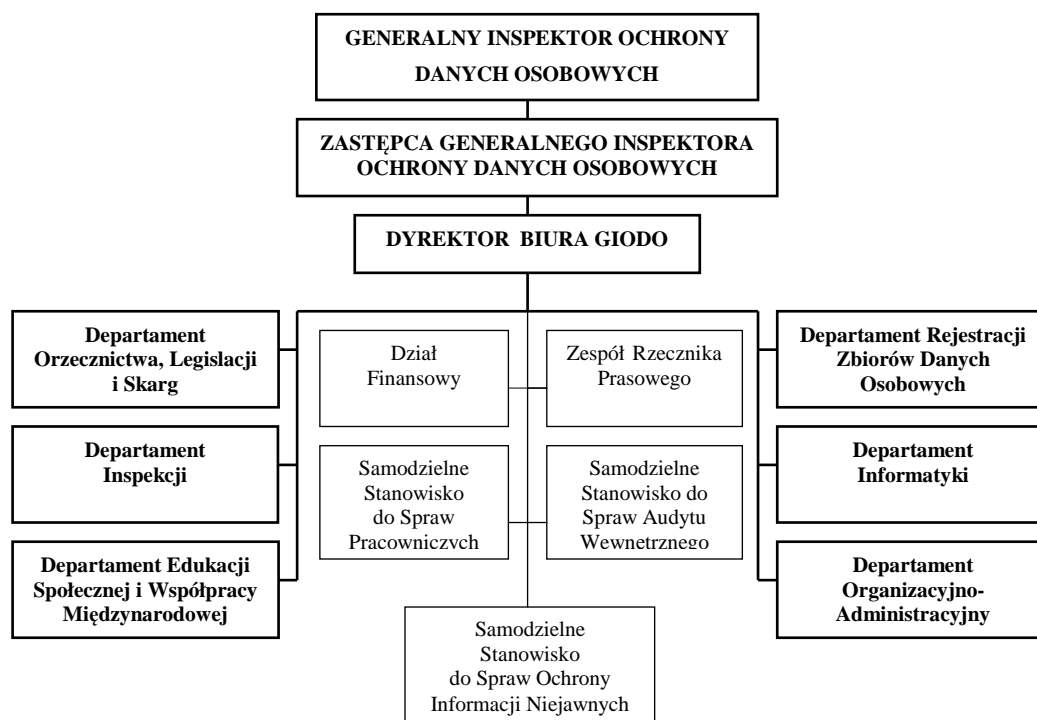 GENERALNY INSPEKTOR OCHRONY
DANYCH OSOBOWYCH
ZASTĘPCA GENERALNEGO INSPEKTORA
OCHRONY DANYCH OSOBOWYCH
DYREKTOR BIURA GIODO
Departament
Orzecznictwa, Legislacji
i Skarg
Dział
Finansowy
Zespół Rzecznika
Prasowego
Departament Rejestracji
Zbiorów Danych
Osobowych
Departament
Inspekcji
Samodzielne
Stanowisko
do Spraw
Pracowniczych
Samodzielne
Stanowisko do
Spraw Audytu
Wewnętrznego
Departament
Informatyki
Departament Edukacji
Społecznej i Współpracy
Międzynarodowej
Departament
Organizacyjno-
Administracyjny
Samodzielne
Stanowisko
do Spraw Ochrony
Informacji Niejawnych